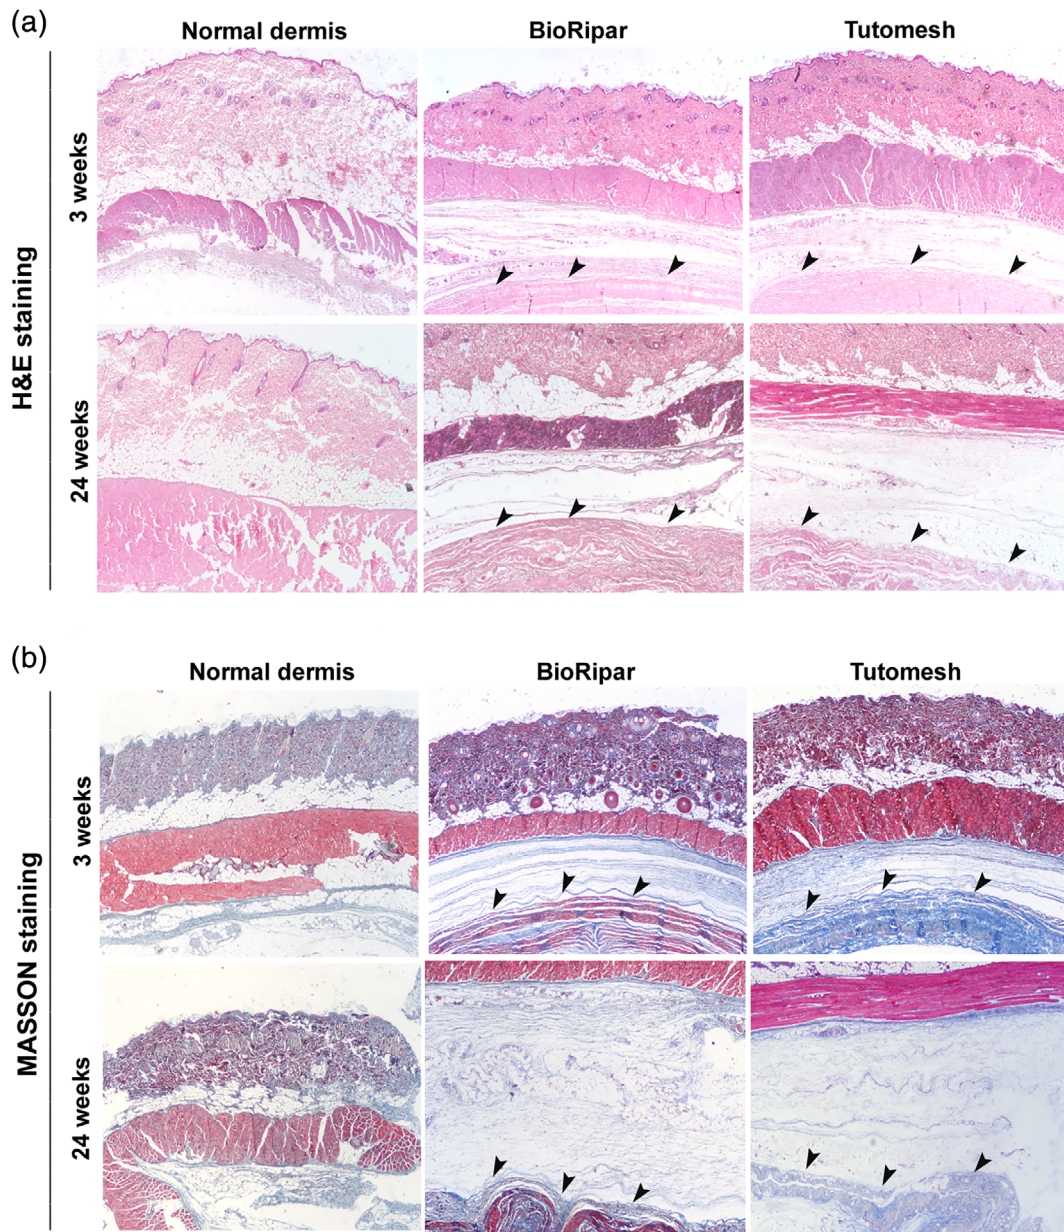 (a)
Normal dermis BioRipar Tutomesh
H&E staining
3 weeks
24 weeks
(b)
Normal dermis BioRipar Tutomesh
MASSON staining
3 weeks
24 weeks